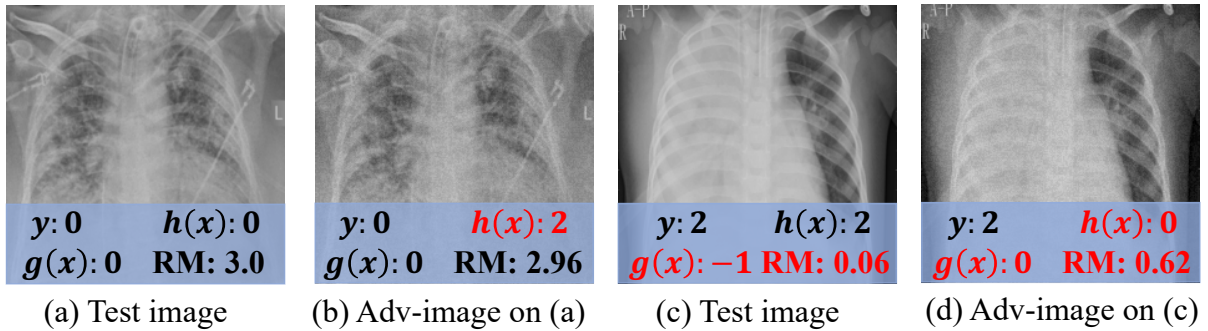 L
y: 0 h(x): 0
g(x): 0 RM: 3.0
(a) Test image
L
y: 0 h(x): 2
g(x): 0 RM: 2.96
(b) Adv-image on (a)
A-P
R
y: 2 h(x): 2
g(x): −1 RM: 0.06
(c) Test image
A-P
R
y: 2 h(x): 0
g(x): 0 RM: 0.62
(d) Adv-image on (c)